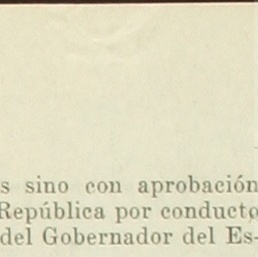 s sino con aprobación
República por conducto
del Gobernador del Es-